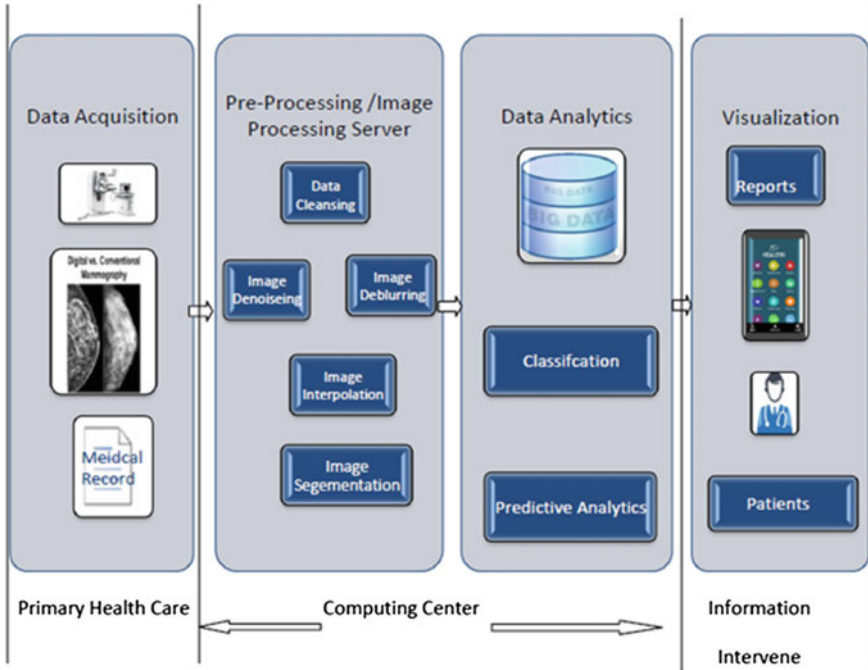 Data Acquisition
Digital vs. Conventional
Mammography
Meidcal
Record
Pre-Processing /Image
Processing Server
Data
Cleansing
Image
Denoiseing
Image
Deblurring
Image
Interpolation
Image
Segementation
Data Analytics
BIG DATA
BIG DATA
Classifcation
Predictive Analytics
Visualization
Reports
HEALTH
Patients
Primary Health Care
Computing Center
Information
Intervene